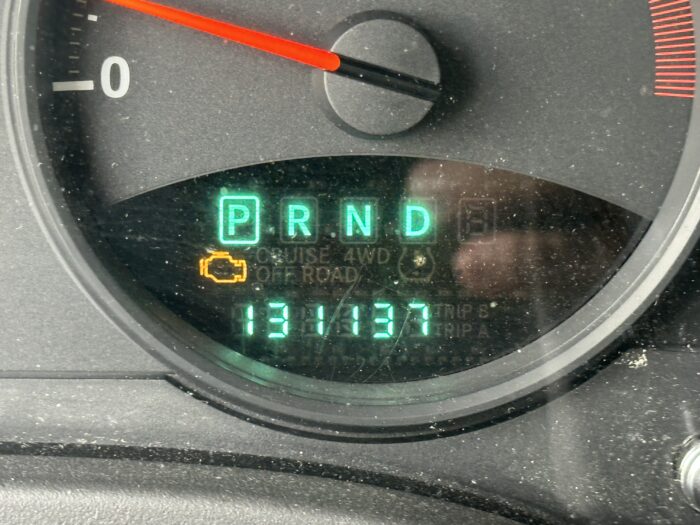 0
P R N D
CRUISE 4WD
OFF ROAD
131137
TRIP B
TRIP A